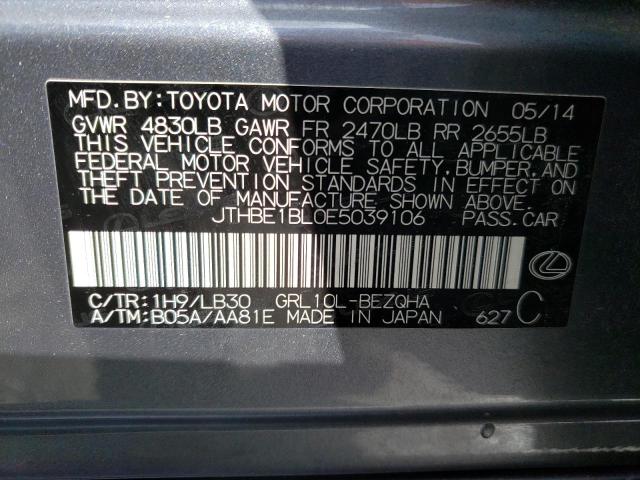 MFD. BY: TOYOTA MOTOR CORPORATION 05/14
GVWR 4830LB GAWR FR 2470LB RR 2655LB
THIS VEHICLE CONFORMS TO ALL APPLICABLE
FEDERAL MOTOR VEHICLE SAFETY, BUMPER, AND
THEFT PREVENTION STANDARDS IN EFFECT ON
THE DATE OF MANUFACTURE SHOWN ABOVE.
JTHBE1BL0E5039106 PASS. CAR
C/TR: 1H9/LB30 GRL10L-BEZQHA
A/TM: B05A/AA81E MADE IN JAPAN 627 C